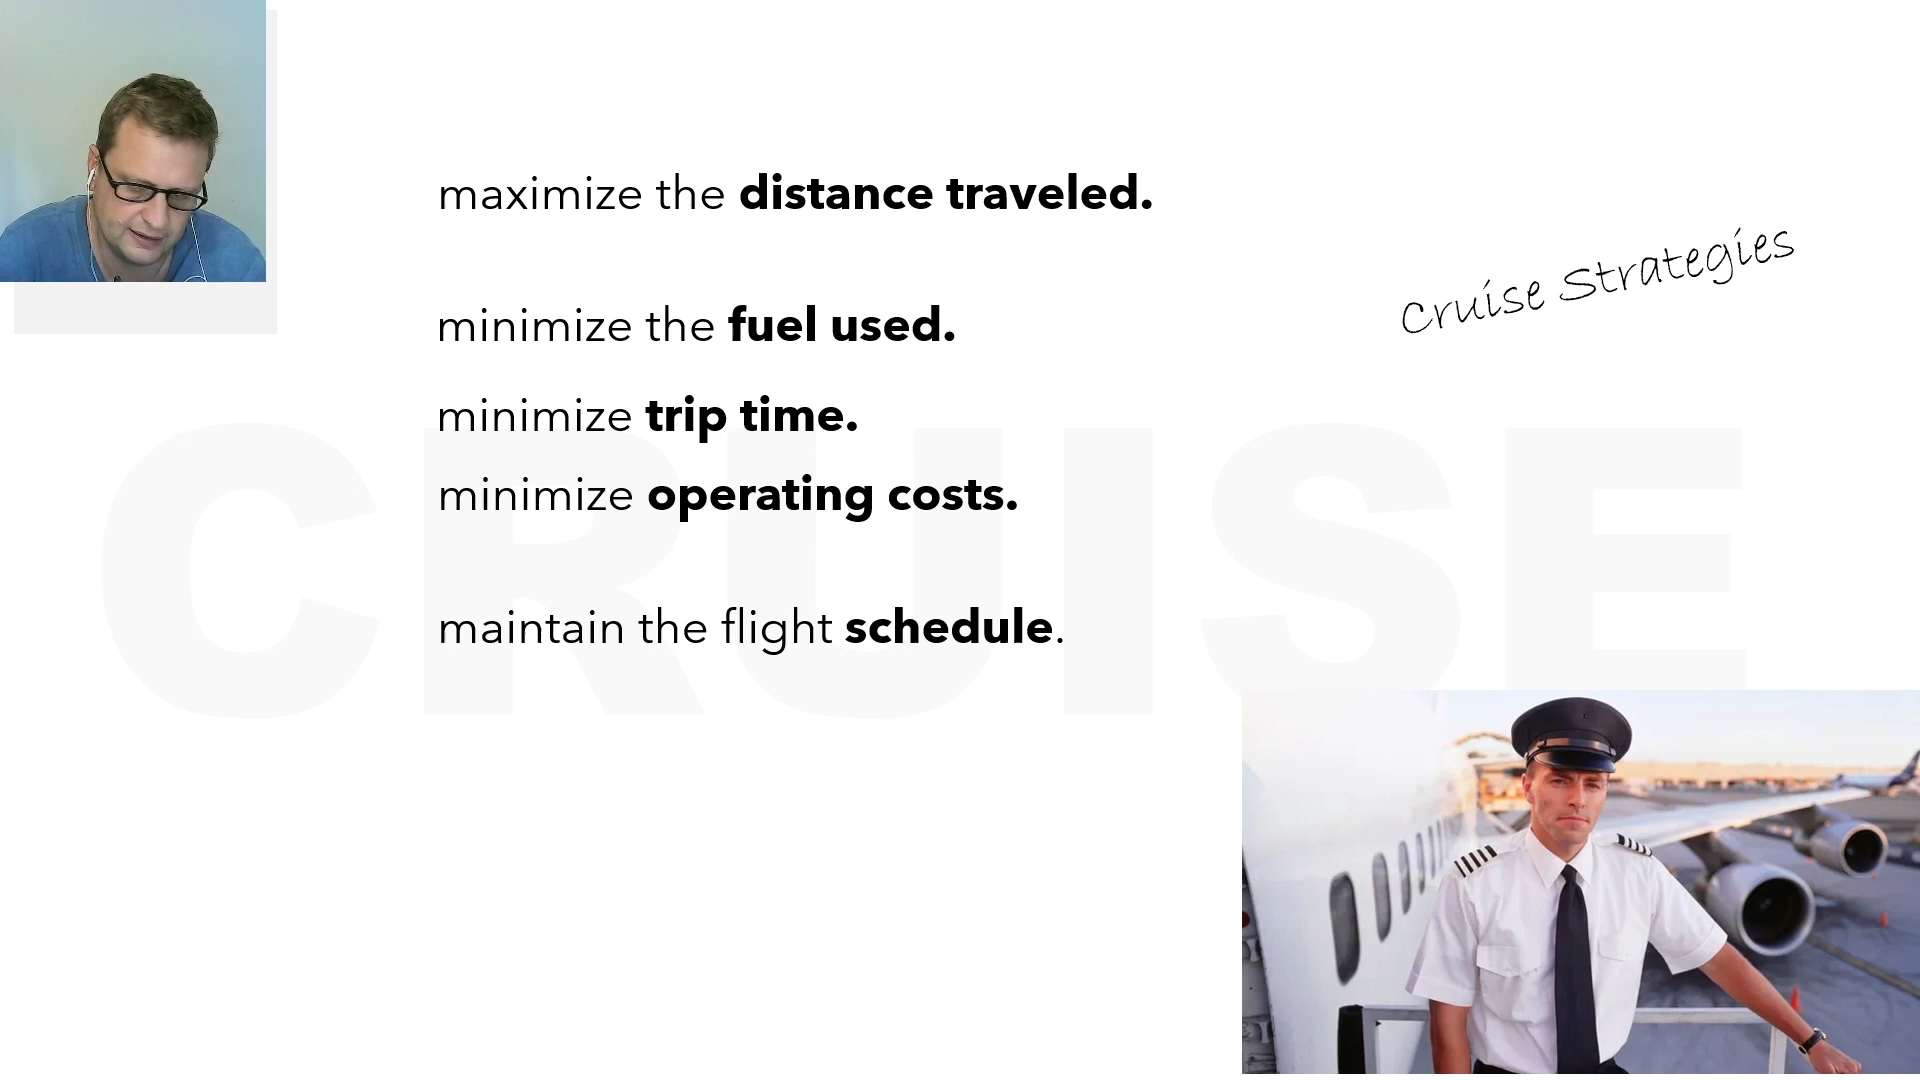 maximize the distance traveled.
Cruise Strategies
minimize the fuel used.
minimize trip time.
minimize operating costs.
maintain the flight schedule.
CRUISE